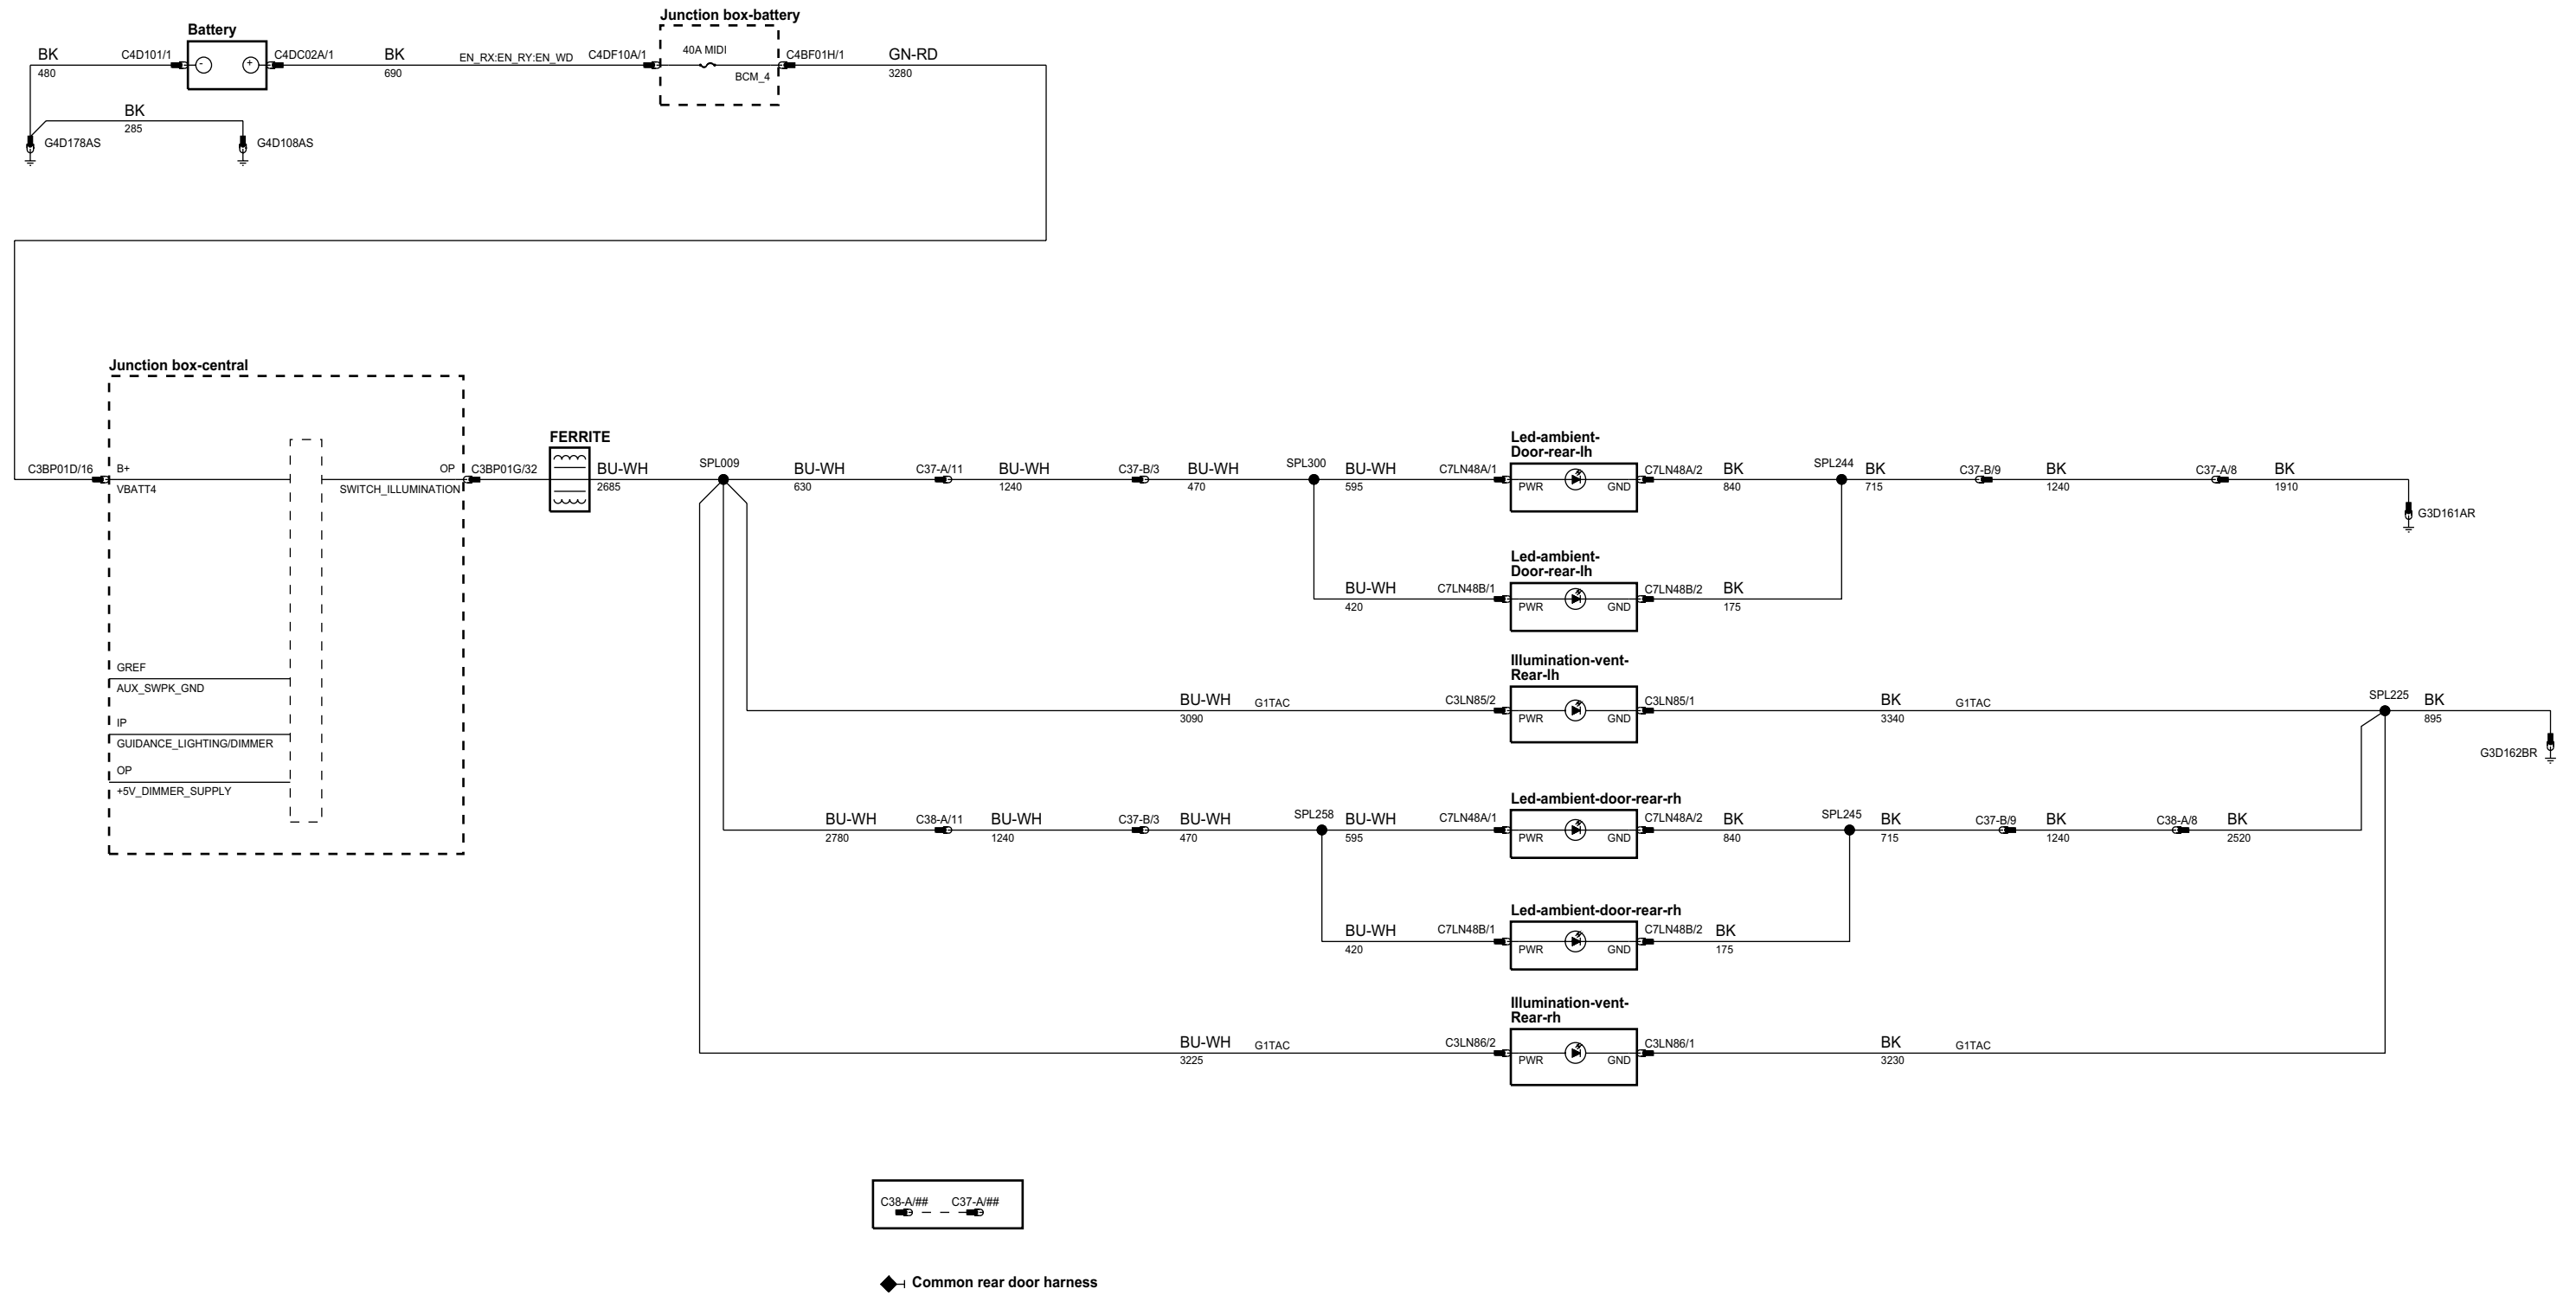 Junction box-battery
Battery
BK
480
C4D101/1
-
+
C4DC02A/1
BK
690
EN_RX:EN_RY:EN_WD
C4DF10A/1
40A MIDI
BCM_4
C4BF01H/1
GN-RD
3280
BK
285
G4D178AS
G4D108AS
Junction box-central
C3BP01D/16
B+
VBATT4
OP
SWITCH_ILLUMINATION
C3BP01G/32
FERRITE
BU-WH
2685
SPL009
BU-WH
630
C37-A/11
BU-WH
1240
C37-B/3
BU-WH
470
SPL300
BU-WH
595
C7LN48A/1
Led-ambient-
Door-rear-lh
PWR
GND
C7LN48A/2
BK
840
SPL244
BK
715
C37-B/9
BK
1240
C37-A/8
BK
1910
G3D161AR
BU-WH
420
C7LN48B/1
Led-ambient-
Door-rear-lh
PWR
GND
C7LN48B/2
BK
175
GREF
AUX_SWPK_GND
IP
GUIDANCE_LIGHTING/DIMMER
OP
+5V_DIMMER_SUPPLY
BU-WH
3090
G1TAC
C3LN85/2
Illumination-vent-
Rear-lh
PWR
GND
C3LN85/1
BK
3340
G1TAC
SPL225
BK
895
G3D162BR
BU-WH
2780
C38-A/11
BU-WH
1240
C37-B/3
BU-WH
470
SPL258
BU-WH
595
C7LN48A/1
Led-ambient-door-rear-rh
PWR
GND
C7LN48A/2
BK
840
SPL245
BK
715
C37-B/9
BK
1240
C38-A/8
BK
2520
BU-WH
420
C7LN48B/1
Led-ambient-door-rear-rh
PWR
GND
C7LN48B/2
BK
175
BU-WH
3225
G1TAC
C3LN86/2
Illumination-vent-
Rear-rh
PWR
GND
C3LN86/1
BK
3230
G1TAC
C38-A/## C37-A/##
Common rear door harness